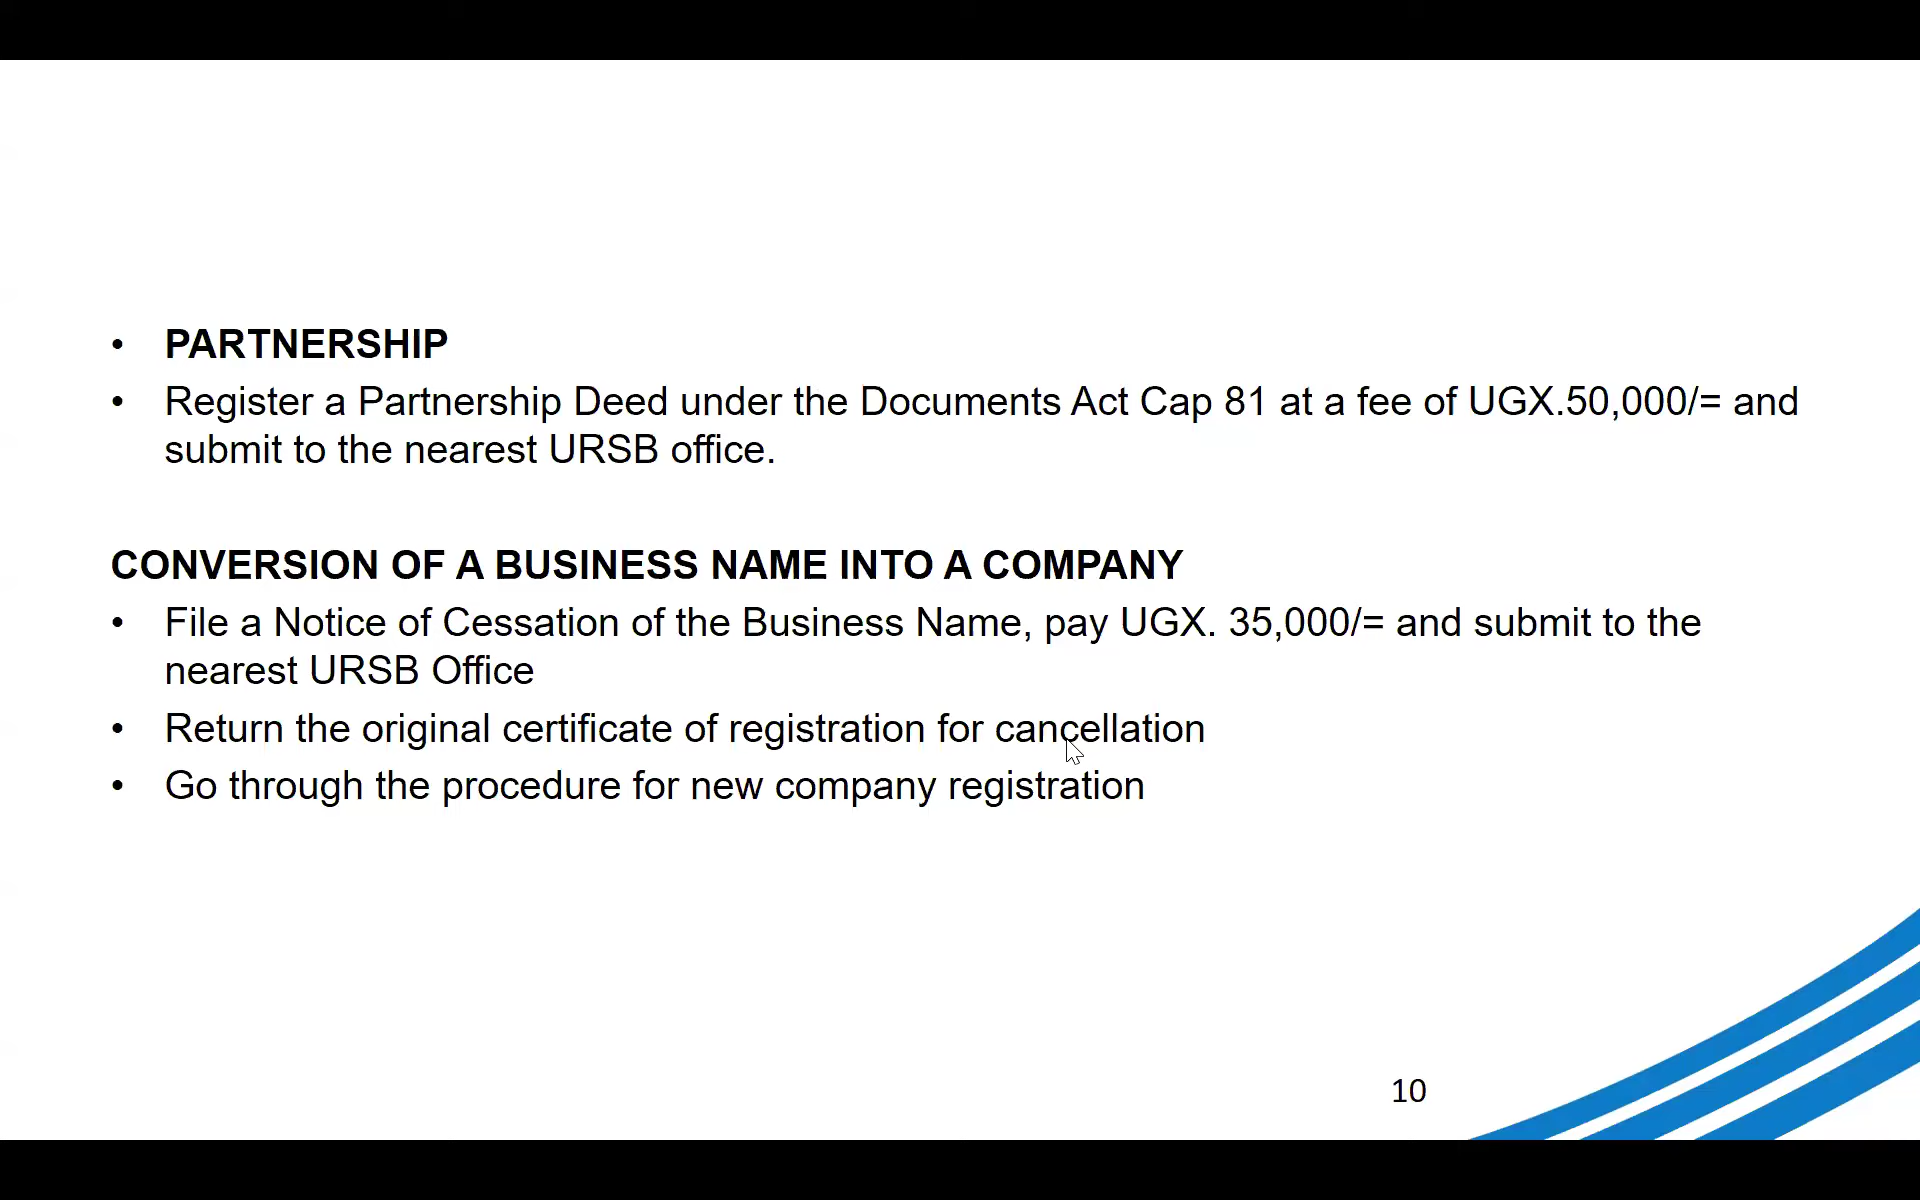 • PARTNERSHIP
• Register a Partnership Deed under the Documents Act Cap 81 at a fee of UGX.50,000/= and
submit to the nearest URSB office.
CONVERSION OF A BUSINESS NAME INTO A COMPANY
• File a Notice of Cessation of the Business Name, pay UGX. 35,000/= and submit to the
nearest URSB Office
• Return the original certificate of registration for cancellation
• Go through the procedure for new company registration
10